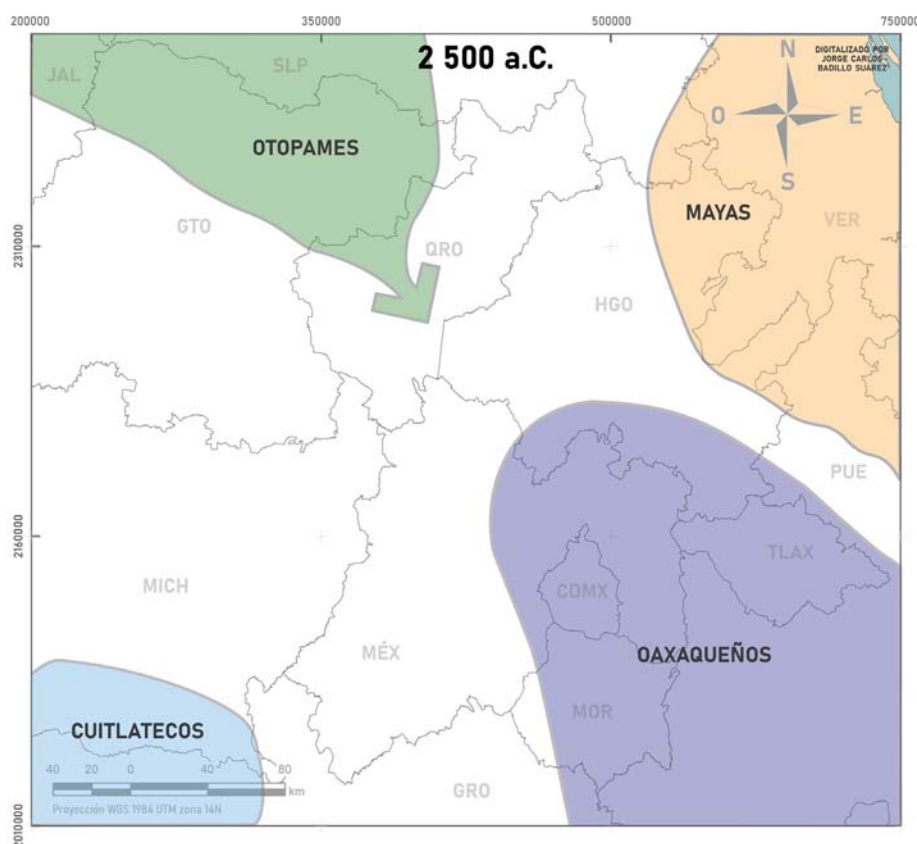 200000 350000 500000 750000
2 500 a.C.
DIGITALIZADO POR
JORGE CARLOS-
BADILLO SUÁREZ
N
JAL SLP
O E
OTOPAMES
S
MAYAS
GTO VER
QRO
2310000
HGO
PUE
2160000
TLAX
MICH CDMX
MÉX OAXAQUEÑOS
MOR
CUITLATECOS
40 20 0 40 80
km
GRO
Proyección WGS 1984 UTM zona 14N
2010000